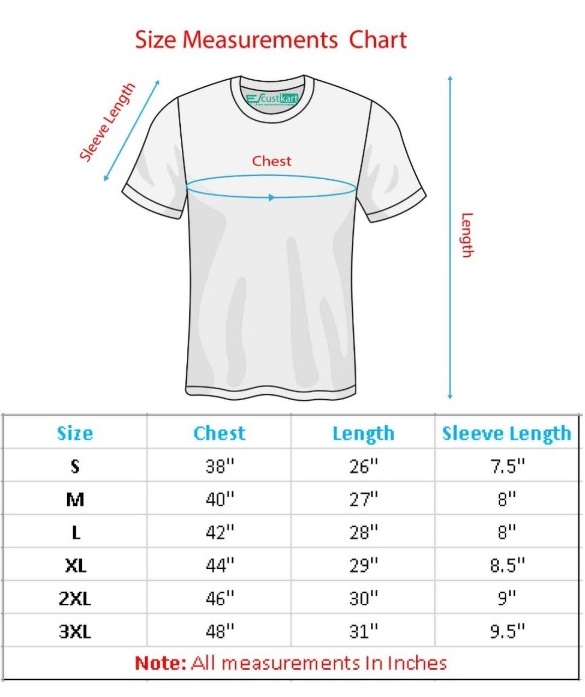 Size Measurements Chart
Sleeve Length
custkart
Chest
Length
Size Chest Length Sleeve Length
S 38" 26" 7.5"
M 40" 27" 8"
L 42" 28" 8"
XL 44" 29" 8.5"
2XL 46" 30" 9"
3XL 48" 31" 9.5"
Note: All measurements In Inches